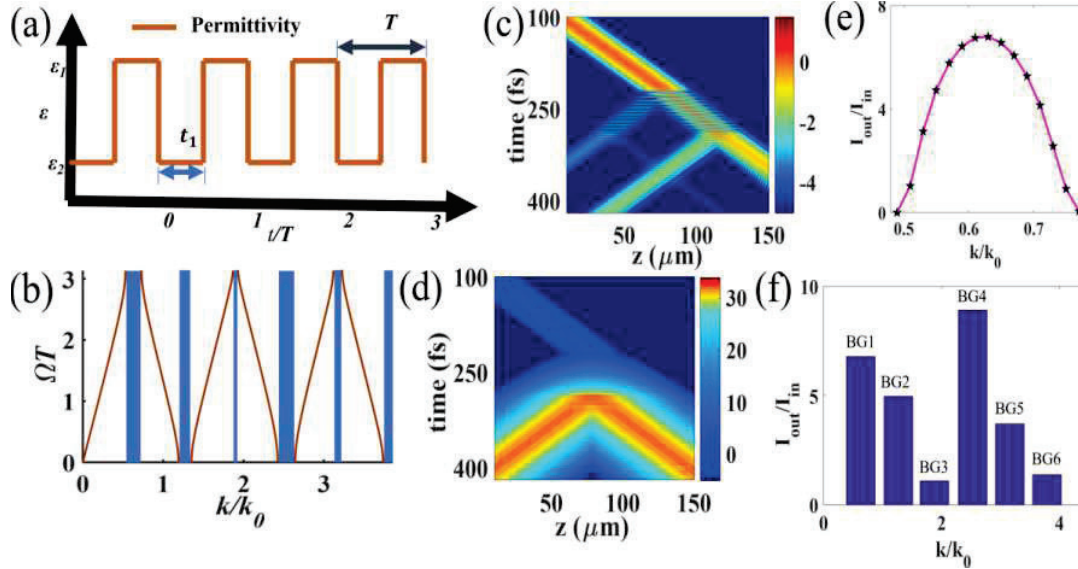 (a)
Permittivity
T
ε1
ε
t1
ε2
0
1
2
3
t/T
(b)
3
2
1
0
ΩT
0
1
2
3
k/k0
(c)
100
250
400
time (fs)
50
100
150
z (μm)
0
-2
-4
(d)
100
250
400
time (fs)
50
100
150
z (μm)
30
20
10
0
(e)
8
4
0
Iout/Iin
0.5
0.6
0.7
k/k0
(f)
10
5
0
Iout/Iin
BG1
BG2
BG3
BG4
BG5
BG6
0
2
4
k/k0